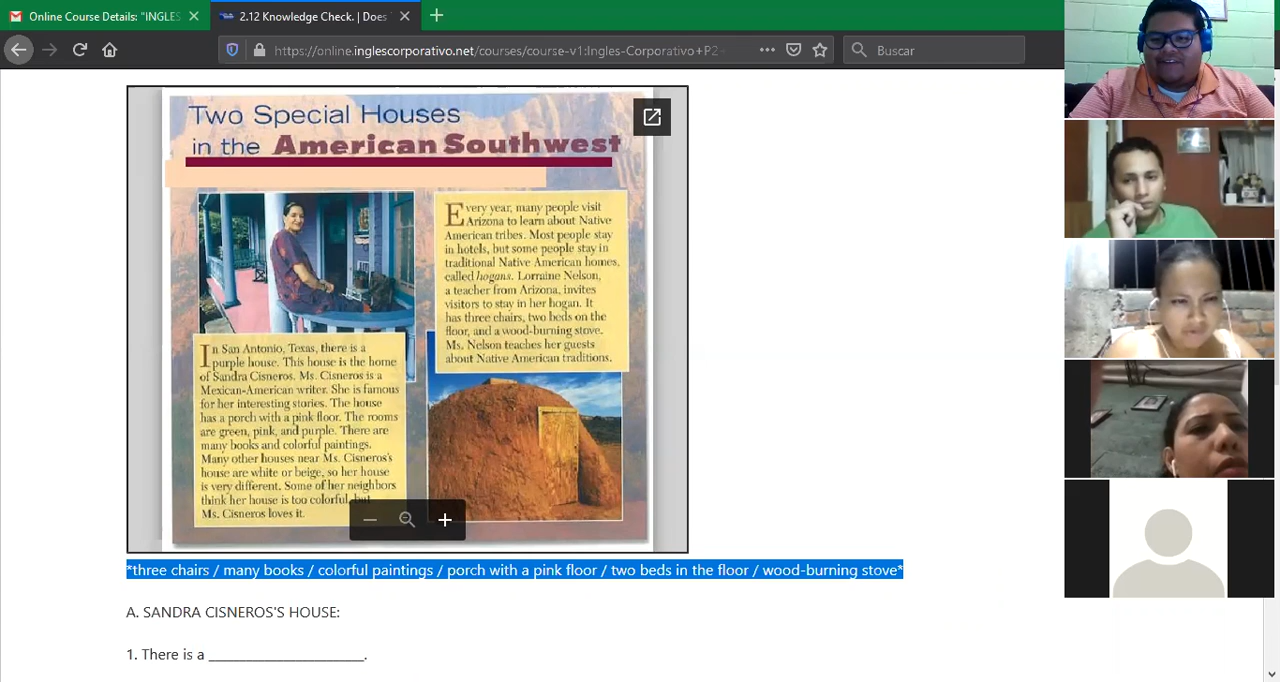 Online Course Details: "INGLES
2.12 Knowledge Check. | Does
https://online.inglescorporativo.net/courses/course-v1:Ingles-Corporativo+P2-
Buscar
Two Special Houses
in the American Southwest
Every year, many people visit
Arizona to learn about Native
American tribes. Most people stay
in hotels, but some people stay in
traditional Native American homes,
called hogans. Lorraine Nelson,
a teacher from Arizona, invites
visitors to stay in her hogan. It
has three chairs, two beds on the
floor, and a wood-burning stove.
Ms. Nelson teaches her guests
about Native American traditions.
In San Antonio, Texas, there is a
purple house. This house is the home
of Sandra Cisneros. Ms. Cisneros is a
Mexican-American writer. She is famous
for her interesting stories. The house
has a porch with a pink floor. The rooms
are green, pink, and purple. There are
many books and colorful paintings.
Many other houses near Ms. Cisneros's
house are white or beige, so her house
is very different. Some of her neighbors
think her house is too colorful, but
Ms. Cisneros loves it.
*three chairs / many books / colorful paintings / porch with a pink floor / two beds in the floor / wood-burning stove*
A. SANDRA CISNEROS'S HOUSE:
1. There is a ____________________.